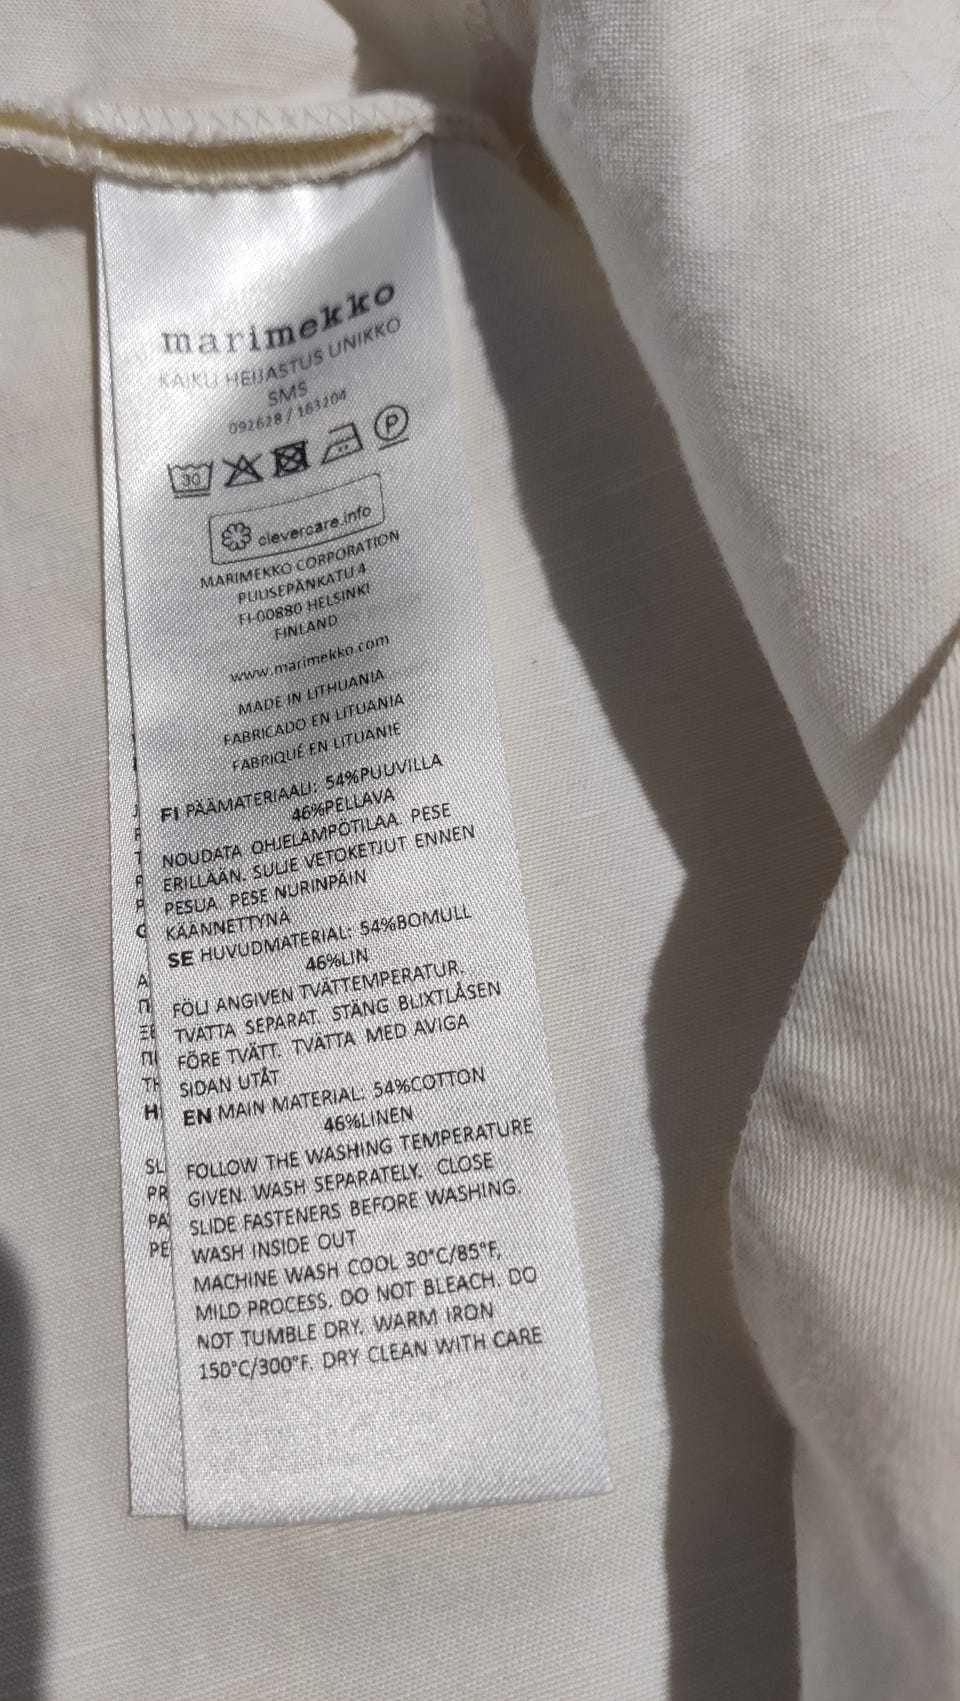 marimekko
KAIKU HEIJASTUS UNIKKO
SMS
092628 / 163204
30
P
clevercare.info
MARIMEKKO CORPORATION
PUUSEPÄNKATU 4
FI-00880 HELSINKI
FINLAND
www.marimekko.com
MADE IN LITHUANIA
FABRICADO EN LITUANIA
FABRIQUÉ EN LITUANIE
FI PÄÄMATERIAALI: 54%PUUVILLA
46%PELLAVA
NOUDATA OHJELÄMPÖTILAA. PESE
ERILLÄÄN. SULJE VETOKETJUT ENNEN
PESUA. PESE NURINPÄIN
KÄÄNNETTYNÄ
SE HUVUDMATERIAL: 54%BOMULL
46%LIN
FÖLJ ANGIVEN TVÄTTEMPERATUR.
TVÄTTA SEPARAT. STÄNG BLIXTLÅSEN
FÖRE TVÄTT. TVÄTTA MED AVIGA
SIDAN UTÅT
EN MAIN MATERIAL: 54%COTTON
46%LINEN
FOLLOW THE WASHING TEMPERATURE
GIVEN. WASH SEPARATELY. CLOSE
SLIDE FASTENERS BEFORE WASHING.
WASH INSIDE OUT
MACHINE WASH COOL 30°C/85°F,
MILD PROCESS. DO NOT BLEACH. DO
NOT TUMBLE DRY. WARM IRON
150°C/300°F. DRY CLEAN WITH CARE